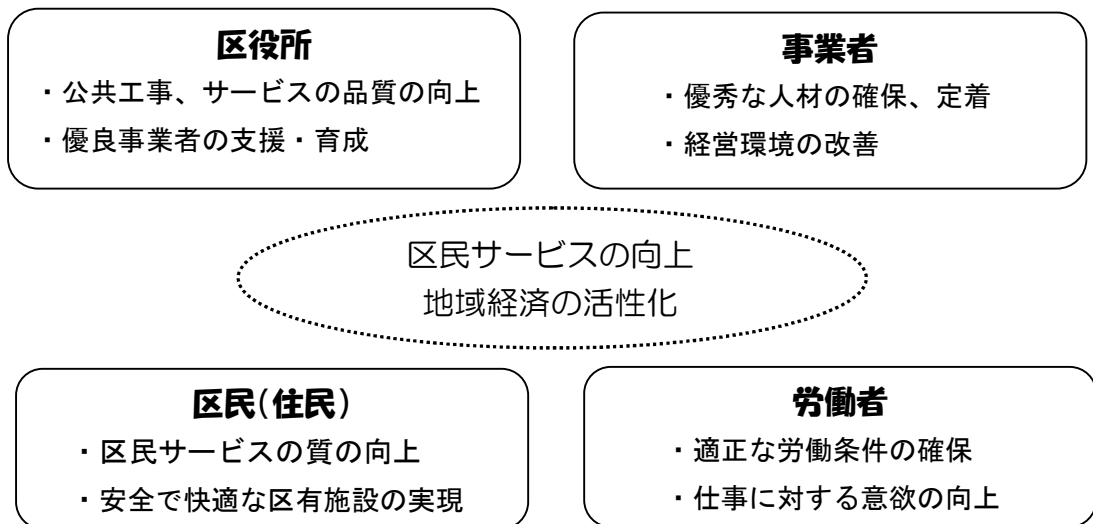 区役所
・公共工事、サービスの品質の向上
・優良事業者の支援・育成
事業者
・優秀な人材の確保、定着
・経営環境の改善
区民サービスの向上
地域経済の活性化
区民(住民)
・区民サービスの質の向上
・安全で快適な区有施設の実現
労働者
・適正な労働条件の確保
・仕事に対する意欲の向上